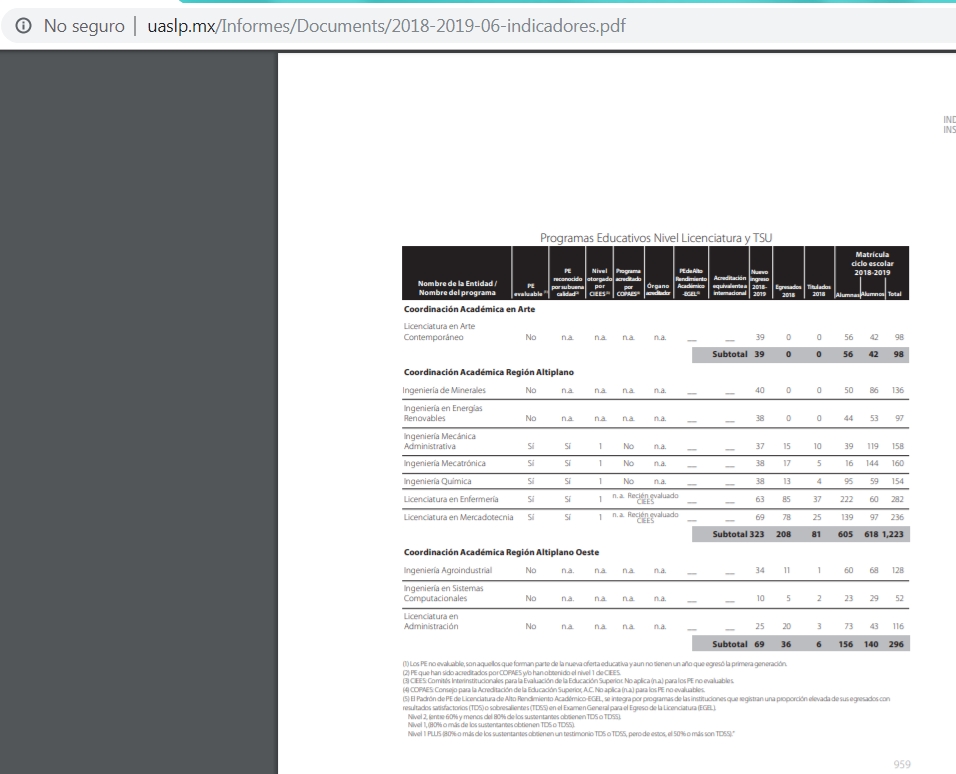 No seguro | uaslp.mx/Informes/Documents/2018-2019-06-indicadores.pdf
IND
INS
Programas Educativos Nivel Licenciatura y TSU
Nombre de la Entidad / Nombre del programa
PE evaluable (1)
PE reconocido por su buena calidad(2)
Nivel otorgado por CIEES(3)
Programa acreditado por COPAES(4)
Órgano acreditador
PE de Alto Rendimiento Académico -EGEL(5)
Acreditación equivalente a internacional
Nuevo ingreso 2018-2019
Egresados 2018
Titulados 2018
Matrícula ciclo escolar 2018-2019
Alumnas Alumnos Total
Coordinación Académica en Arte
Licenciatura en Arte
Contemporáneo No n.a. n.a. n.a. n.a. __ __ 39 0 0 56 42 98
Subtotal 39 0 0 56 42 98
Coordinación Académica Región Altiplano
Ingeniería de Minerales No n.a. n.a. n.a. n.a. __ __ 40 0 0 50 86 136
Ingeniería en Energías
Renovables No n.a. n.a. n.a. n.a. __ __ 38 0 0 44 53 97
Ingeniería Mecánica
Administrativa Sí Sí 1 No n.a. __ __ 37 15 10 39 119 158
Ingeniería Mecatrónica Sí Sí 1 No n.a. __ __ 38 17 5 16 144 160
Ingeniería Química Sí Sí 1 No n.a. __ __ 38 13 4 95 59 154
Licenciatura en Enfermería Sí Sí 1 n.a. Recién evaluado CIEES __ __ 63 85 37 222 60 282
Licenciatura en Mercadotecnia Sí Sí 1 n.a. Recién evaluado CIEES __ __ 69 78 25 139 97 236
Subtotal 323 208 81 605 618 1,223
Coordinación Académica Región Altiplano Oeste
Ingeniería Agroindustrial No n.a. n.a. n.a. n.a. __ __ 34 11 1 60 68 128
Ingeniería en Sistemas
Computacionales No n.a. n.a. n.a. n.a. __ __ 10 5 2 23 29 52
Licenciatura en
Administración No n.a. n.a. n.a. n.a. __ __ 25 20 3 73 43 116
Subtotal 69 36 6 156 140 296
(1) Los PE no evaluable, son aquellos que forman parte de la nueva oferta educativa y aun no tienen un año que egresó la primera generación.
(2) PE que han sido acreditados por COPAES y/o han obtenido el nivel 1 de CIEES.
(3) CIEES: Comités Interinstitucionales para la Evaluación de la Educación Superior. No aplica (n.a.) para los PE no evaluables.
(4) COPAES: Consejo para la Acreditación de la Educación Superior, A.C. No aplica (n.a.) para los PE no evaluables.
(5) El Padrón de PE de Licenciatura de Alto Rendimiento Académico-EGEL, se integra por programas de las instituciones que registran una proporción elevada de sus egresados con
resultados satisfactorios (TDS) o sobresalientes (TDSS) en el Examen General para el Egreso de la Licenciatura (EGEL).
Nivel 2, (entre 60% y menos del 80% de los sustentantes obtienen TDS o TDSS).
Nivel 1, (80% o más de los sustentantes obtienen TDS o TDSS).
Nivel 1 PLUS (80% o más de los sustentantes obtienen un testimonio TDS o TDSS, pero de estos, el 50% o más son TDSS)."
959